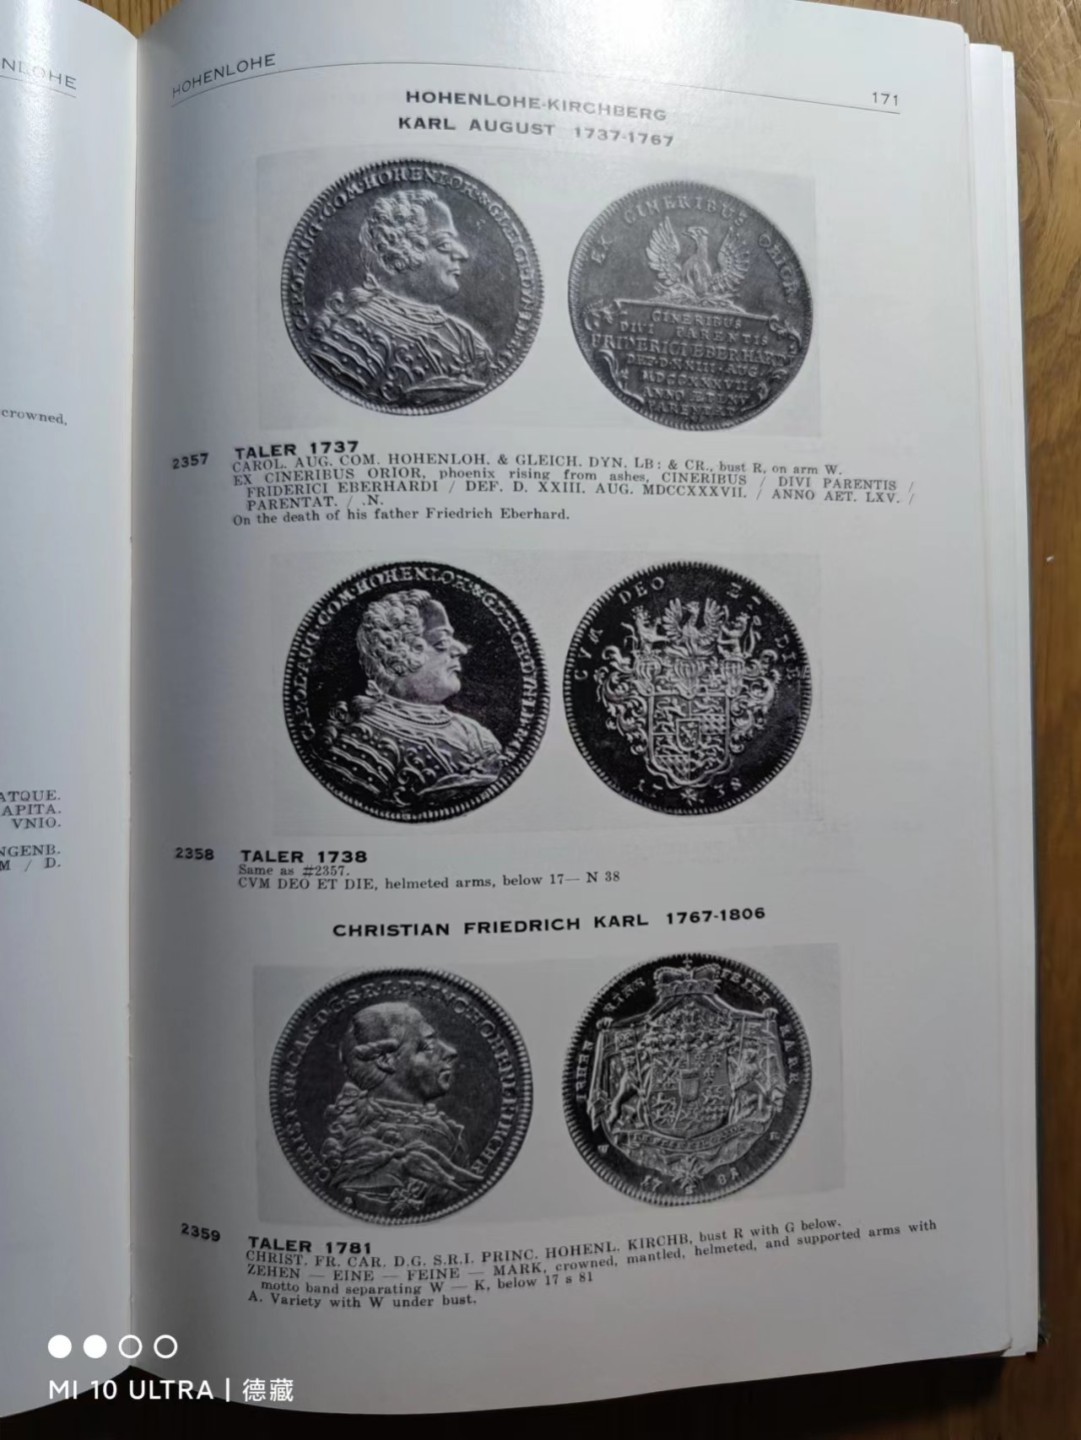 HOHENLOHE
171
HOHENLOHE-KIRCHBERG
KARL AUGUST 1737-1767
EX CINERIBUS ORIOR
CINERIBUS
DIVI PARENTIS
FRIDERICI EBERHARDI
crowned,
2357 TALER 1737
CAROL. AUG. COM. HOHENLOH. & GLEICH. DYN. LB: & CR., bust R, on arm W.
EX CINERIBUS ORIOR, phoenix rising from ashes, CINERIBUS / DIVI PARENTIS /
FRIDERICI EBERHARDI / DEF. D. XXIII. AUG. MDCCXXXVII. / ANNO AET. LXV. /
PARENTAT. / .N.
On the death of his father Friedrich Eberhard.
CVM DEO ET DIE
17 38
ATQUE.
APITA.
VNIO.
NGENB.
M / D.
2358 TALER 1738
Same as #2357.
CVM DEO ET DIE, helmeted arms, below 17— N 38
CHRISTIAN FRIEDRICH KARL 1767-1806
2359 TALER 1781
CHRIST. FR. CAR. D.G. S.R.I. PRINC. HOHENL. KIRCHB, bust R with G below.
ZEHEN — EINE — FEINE — MARK, crowned, mantled, helmeted, and supported arms with
motto band separating W — K, below 17 s 81
A. Variety with W under bust.
MI 10 ULTRA | 德藏